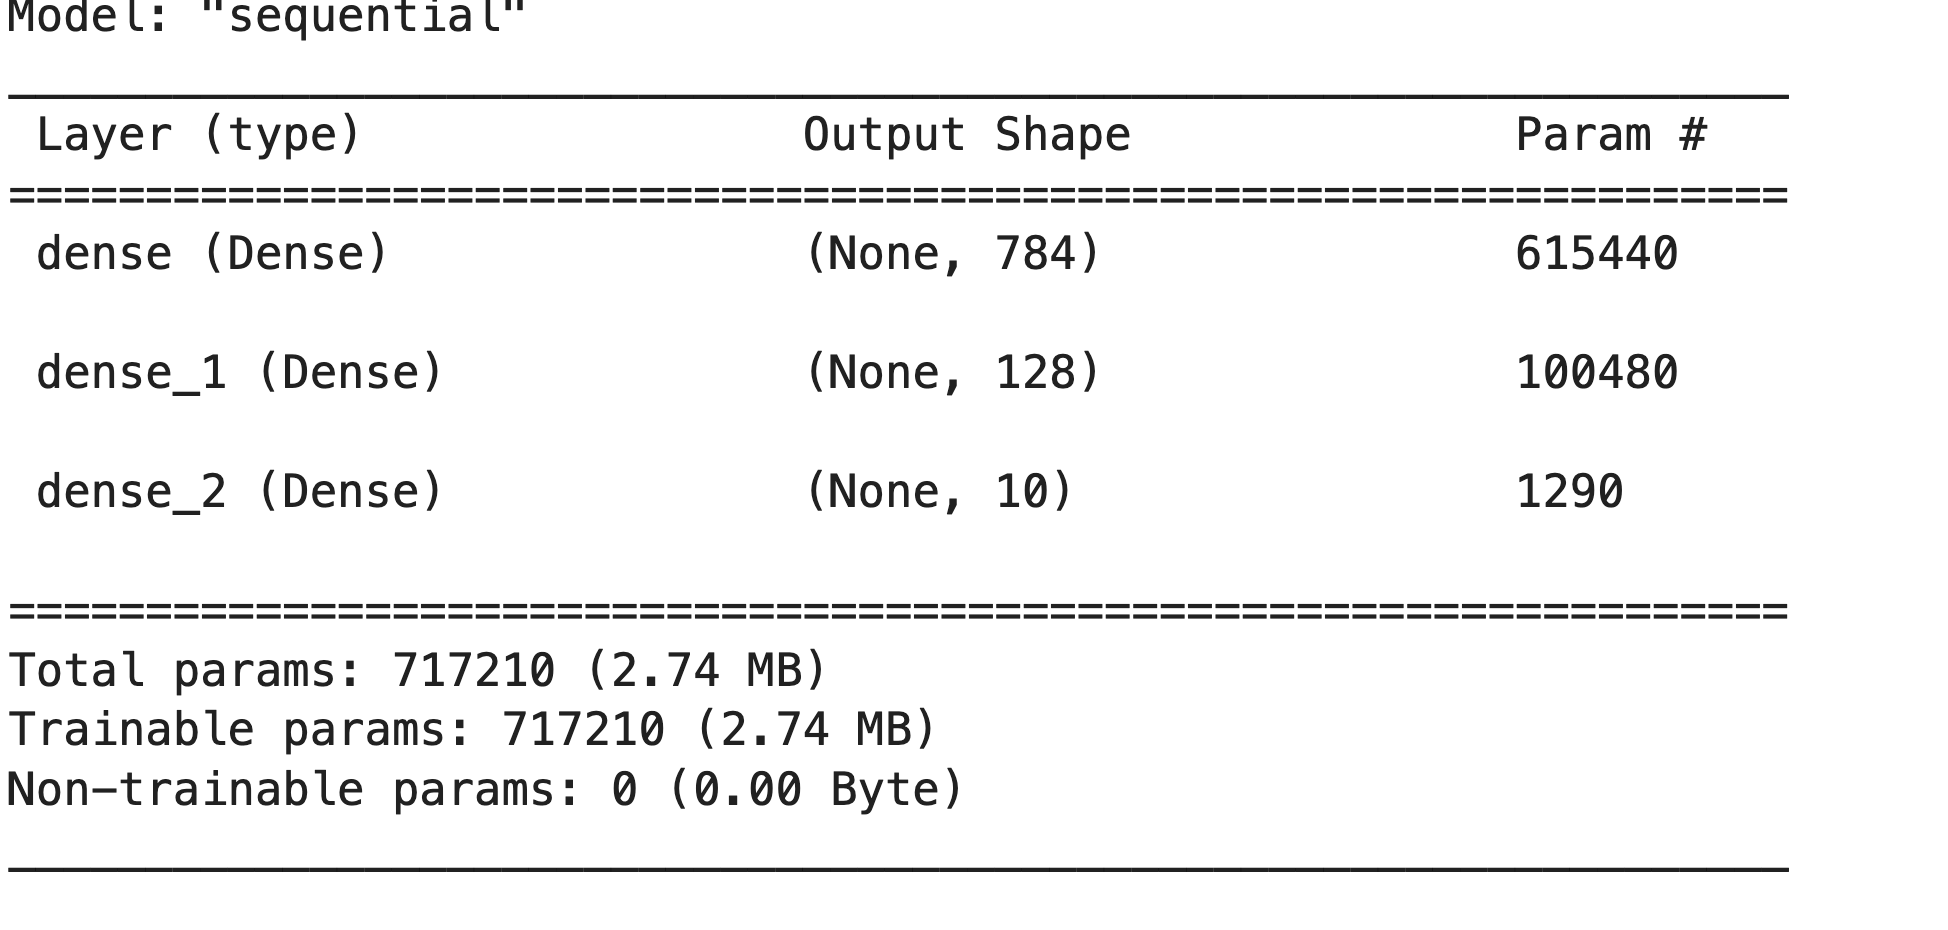 Model: "sequential"
_________________________________________________________________
Layer (type) Output Shape Param #
=================================================================
dense (Dense) (None, 784) 615440
dense_1 (Dense) (None, 128) 100480
dense_2 (Dense) (None, 10) 1290
=================================================================
Total params: 717210 (2.74 MB)
Trainable params: 717210 (2.74 MB)
Non-trainable params: 0 (0.00 Byte)
_________________________________________________________________